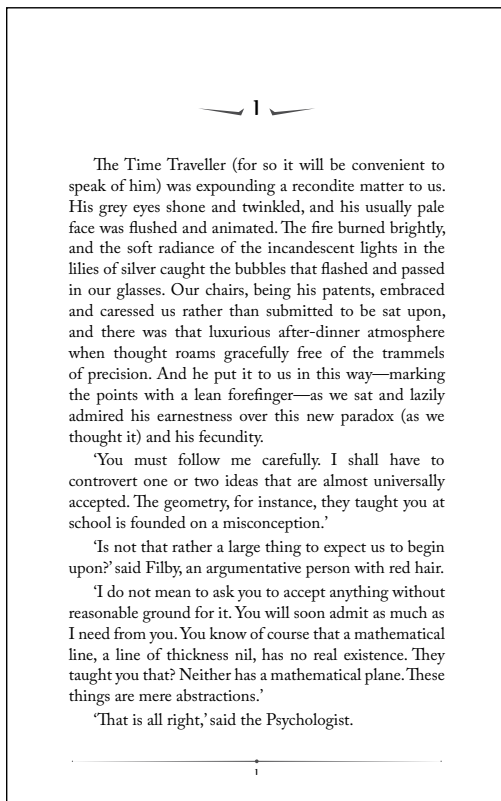 1
The Time Traveller (for so it will be convenient to
speak of him) was expounding a recondite matter to us.
His grey eyes shone and twinkled, and his usually pale
face was flushed and animated. The fire burned brightly,
and the soft radiance of the incandescent lights in the
lilies of silver caught the bubbles that flashed and passed
in our glasses. Our chairs, being his patents, embraced
and caressed us rather than submitted to be sat upon,
and there was that luxurious after-dinner atmosphere
when thought roams gracefully free of the trammels
of precision. And he put it to us in this way—marking
the points with a lean forefinger—as we sat and lazily
admired his earnestness over this new paradox (as we
thought it) and his fecundity.
‘You must follow me carefully. I shall have to
controvert one or two ideas that are almost universally
accepted. The geometry, for instance, they taught you at
school is founded on a misconception.’
‘Is not that rather a large thing to expect us to begin
upon?’ said Filby, an argumentative person with red hair.
‘I do not mean to ask you to accept anything without
reasonable ground for it. You will soon admit as much as
I need from you. You know of course that a mathematical
line, a line of thickness nil, has no real existence. They
taught you that? Neither has a mathematical plane. These
things are mere abstractions.’
‘That is all right,’ said the Psychologist.
1